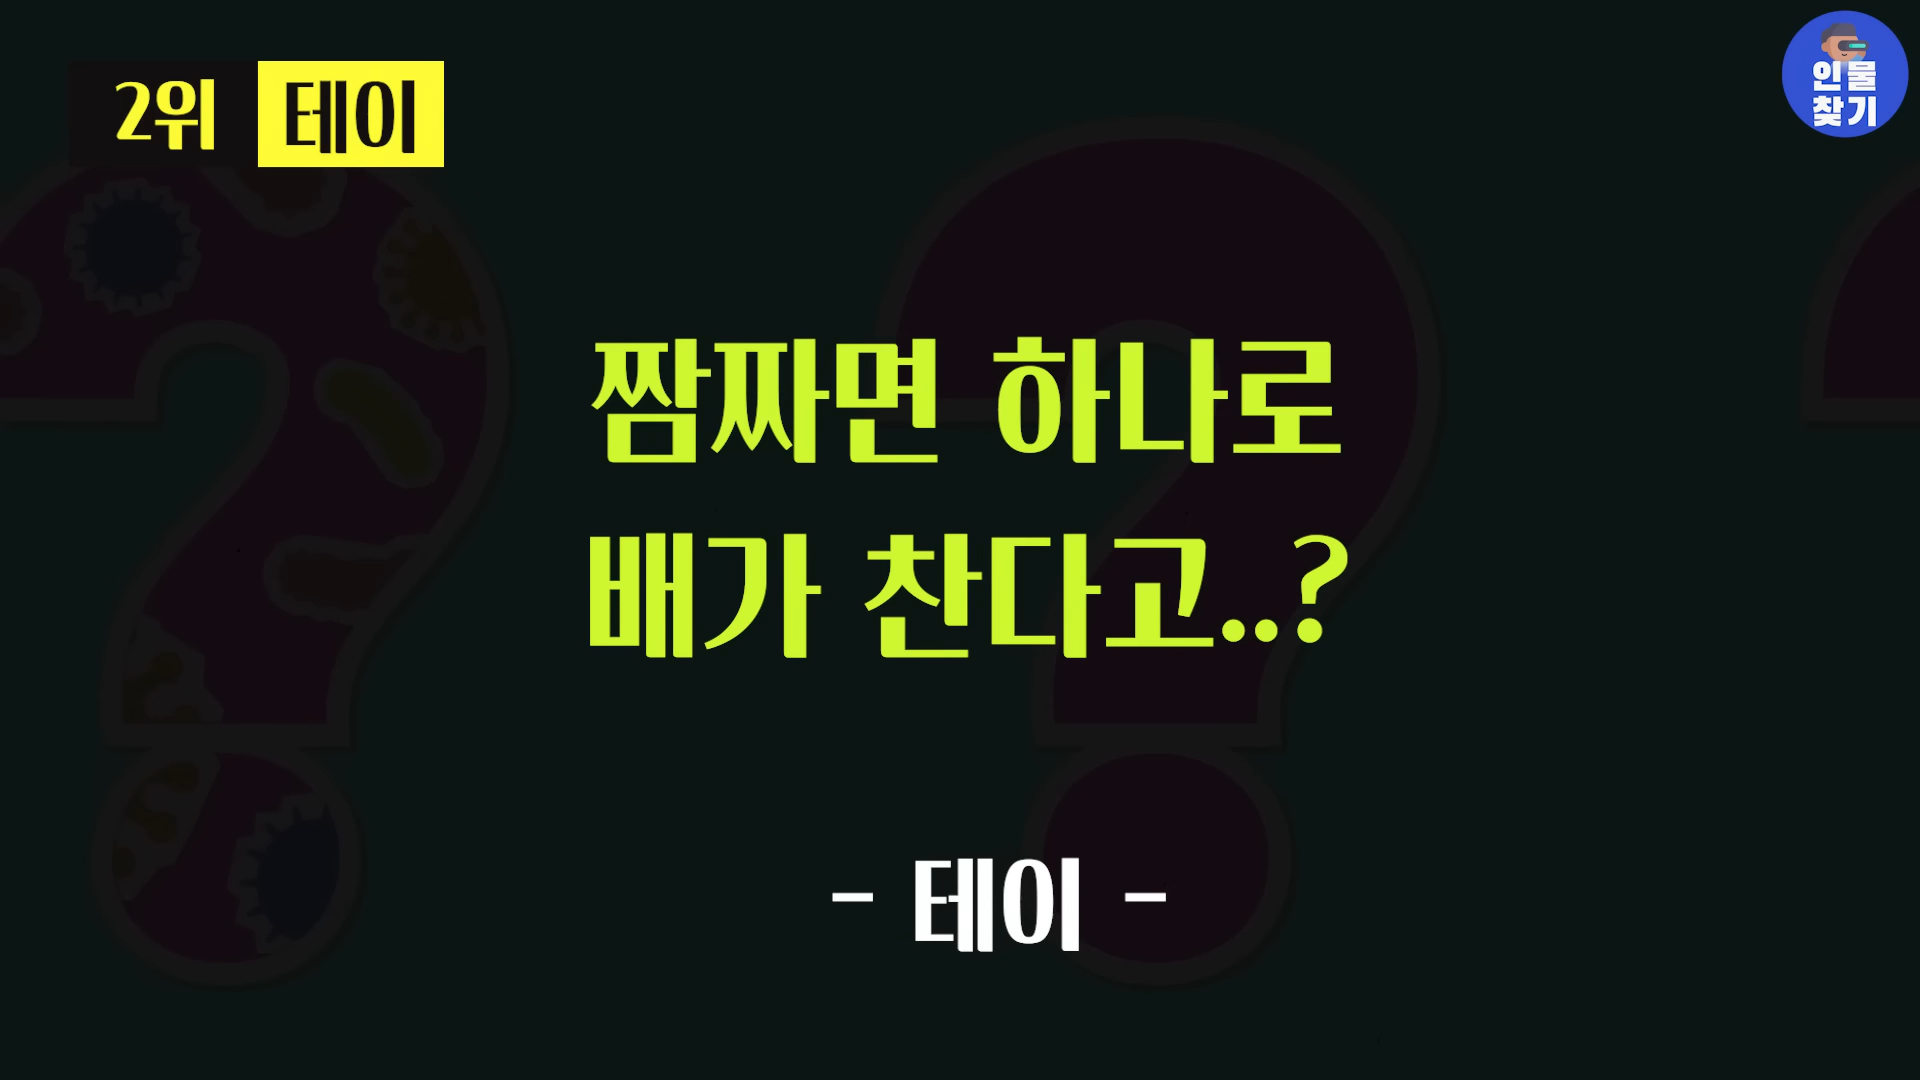 2위 테이
인물
찾기
짬짜면 하나로
배가 찬다고..?
- 테이 -